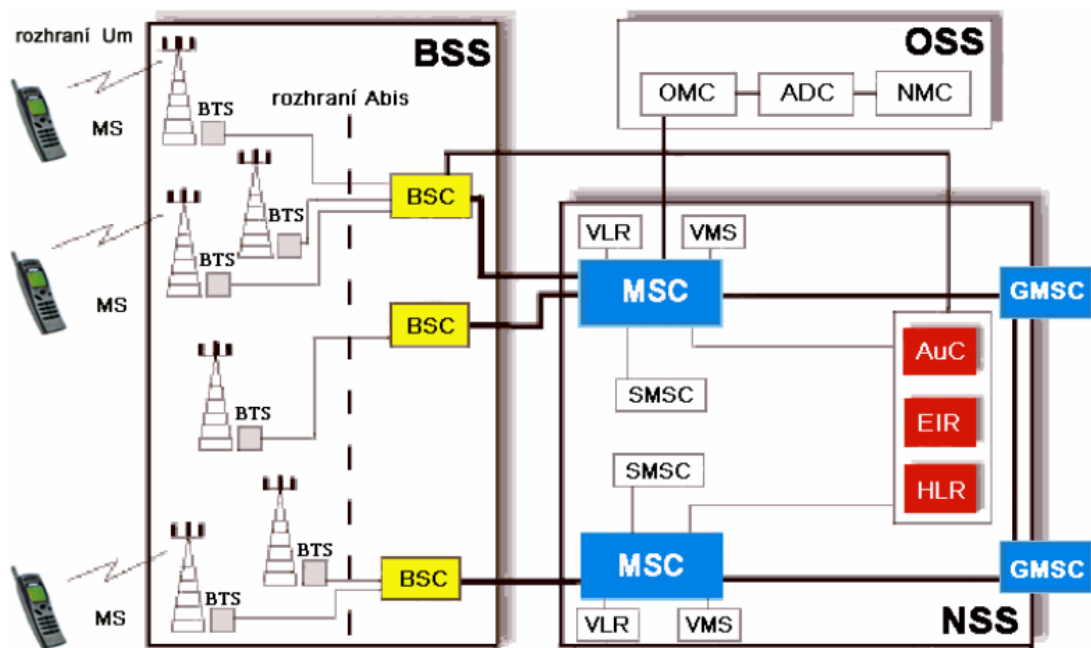 rozhraní Um
BSS
OSS
BTS
rozhraní Abis
OMC
ADC
NMC
MS
BTS
BSC
VLR
VMS
BTS
MSC
GMSC
MS
BSC
AuC
BTS
SMSC
EIR
SMSC
HLR
BTS
MSC
BSC
GMSC
BTS
MS
VLR
VMS
NSS